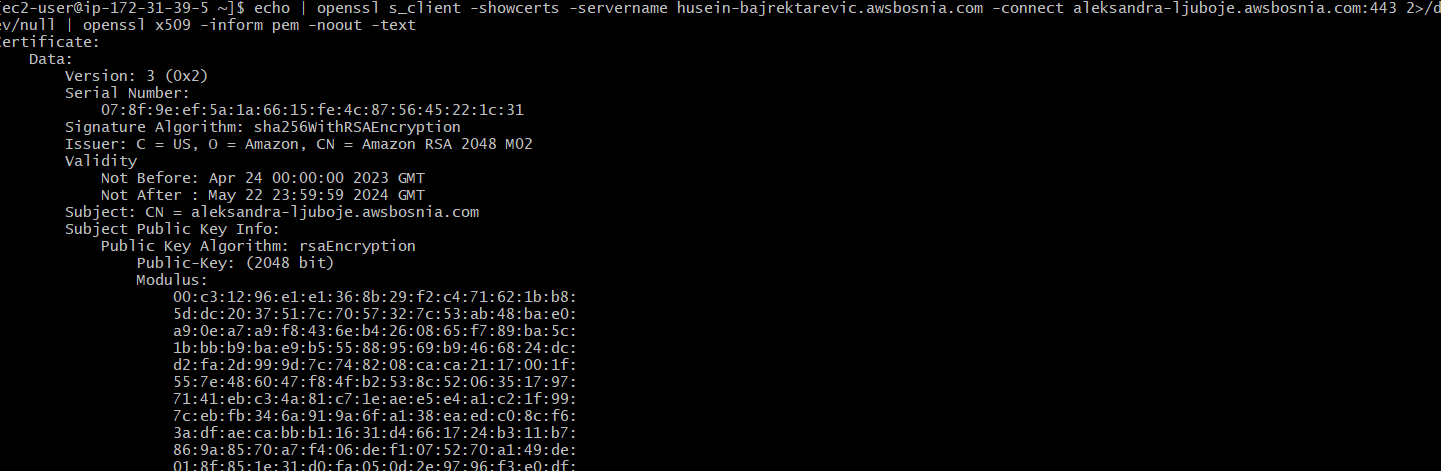 [ec2-user@ip-172-31-39-5 ~]$ echo | openssl s_client -showcerts -servername husein-bajrektarevic.awsbosnia.com -connect aleksandra-ljuboje.awsbosnia.com:443 2>/d
ev/null | openssl x509 -inform pem -noout -text
Certificate:
    Data:
        Version: 3 (0x2)
        Serial Number:
            07:8f:9e:ef:5a:1a:66:15:fe:4c:87:56:45:22:1c:31
        Signature Algorithm: sha256WithRSAEncryption
        Issuer: C = US, O = Amazon, CN = Amazon RSA 2048 M02
        Validity
            Not Before: Apr 24 00:00:00 2023 GMT
            Not After : May 22 23:59:59 2024 GMT
        Subject: CN = aleksandra-ljuboje.awsbosnia.com
        Subject Public Key Info:
            Public Key Algorithm: rsaEncryption
                Public-Key: (2048 bit)
                Modulus:
                    00:c3:12:96:e1:e1:36:8b:29:f2:c4:71:62:1b:b8:
                    5d:dc:20:37:51:7c:70:57:32:7c:53:ab:48:ba:e0:
                    a9:0e:a7:a9:f8:43:6e:b4:26:08:65:f7:89:ba:5c:
                    1b:bb:b9:ba:e9:b5:55:88:95:69:b9:46:68:24:dc:
                    d2:fa:2d:99:9d:7c:74:82:08:ca:ca:21:17:00:1f:
                    55:7e:48:60:47:f8:4f:b2:53:8c:52:06:35:17:97:
                    71:41:eb:c3:4a:81:c7:1e:ae:e5:e4:a1:c2:1f:99:
                    7c:eb:fb:34:6a:91:9a:6f:a1:38:ea:ed:c0:8c:f6:
                    3a:df:ae:ca:bb:b1:16:31:d4:66:17:24:b3:11:b7:
                    86:9a:85:70:a7:f4:06:de:f1:07:52:70:a1:49:de:
                    01:8f:85:1e:31:d0:fa:05:0d:2e:97:96:f3:e0:df: